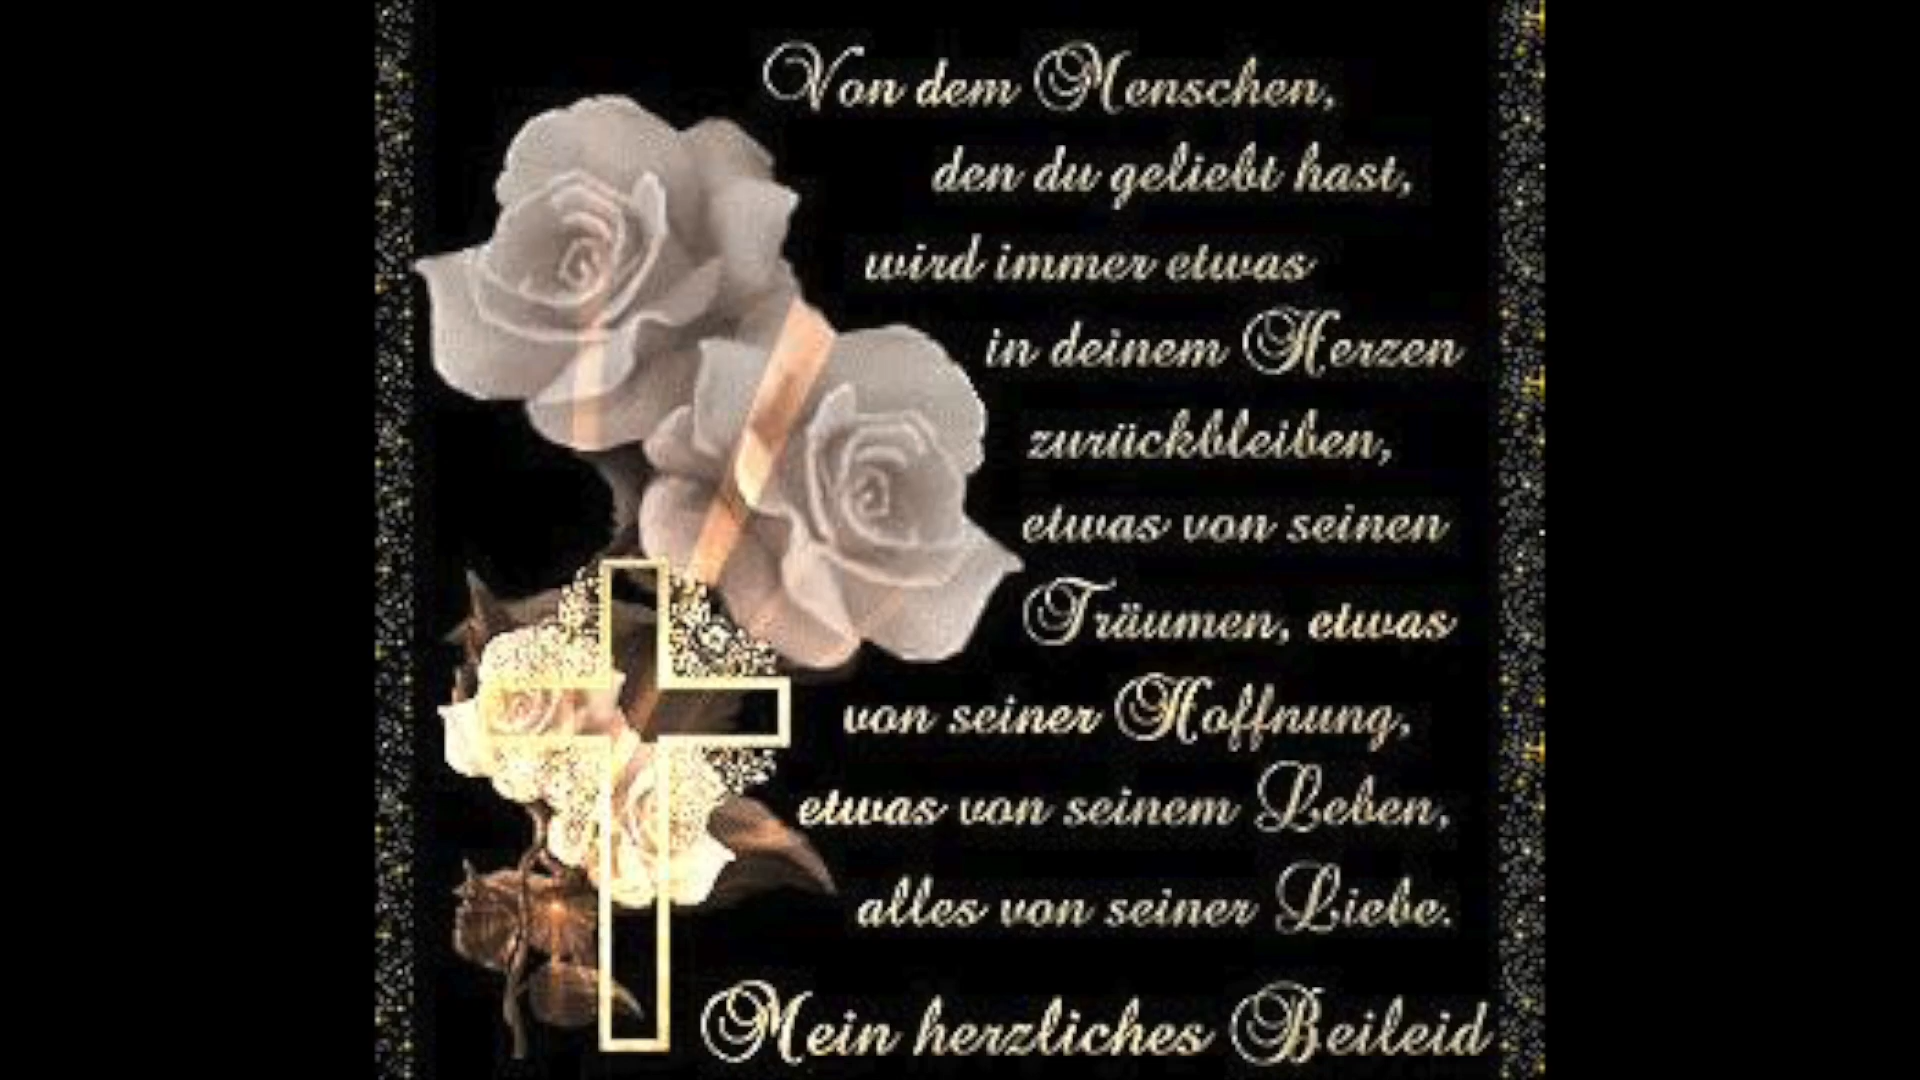 Von dem Menschen,
den du geliebt hast,
wird immer etwas
in deinem Herzen
zurückbleiben,
etwas von seinen
Träumen, etwas
von seiner Hoffnung,
etwas von seinem Leben,
alles von seiner Liebe.
Mein herzliches Beileid